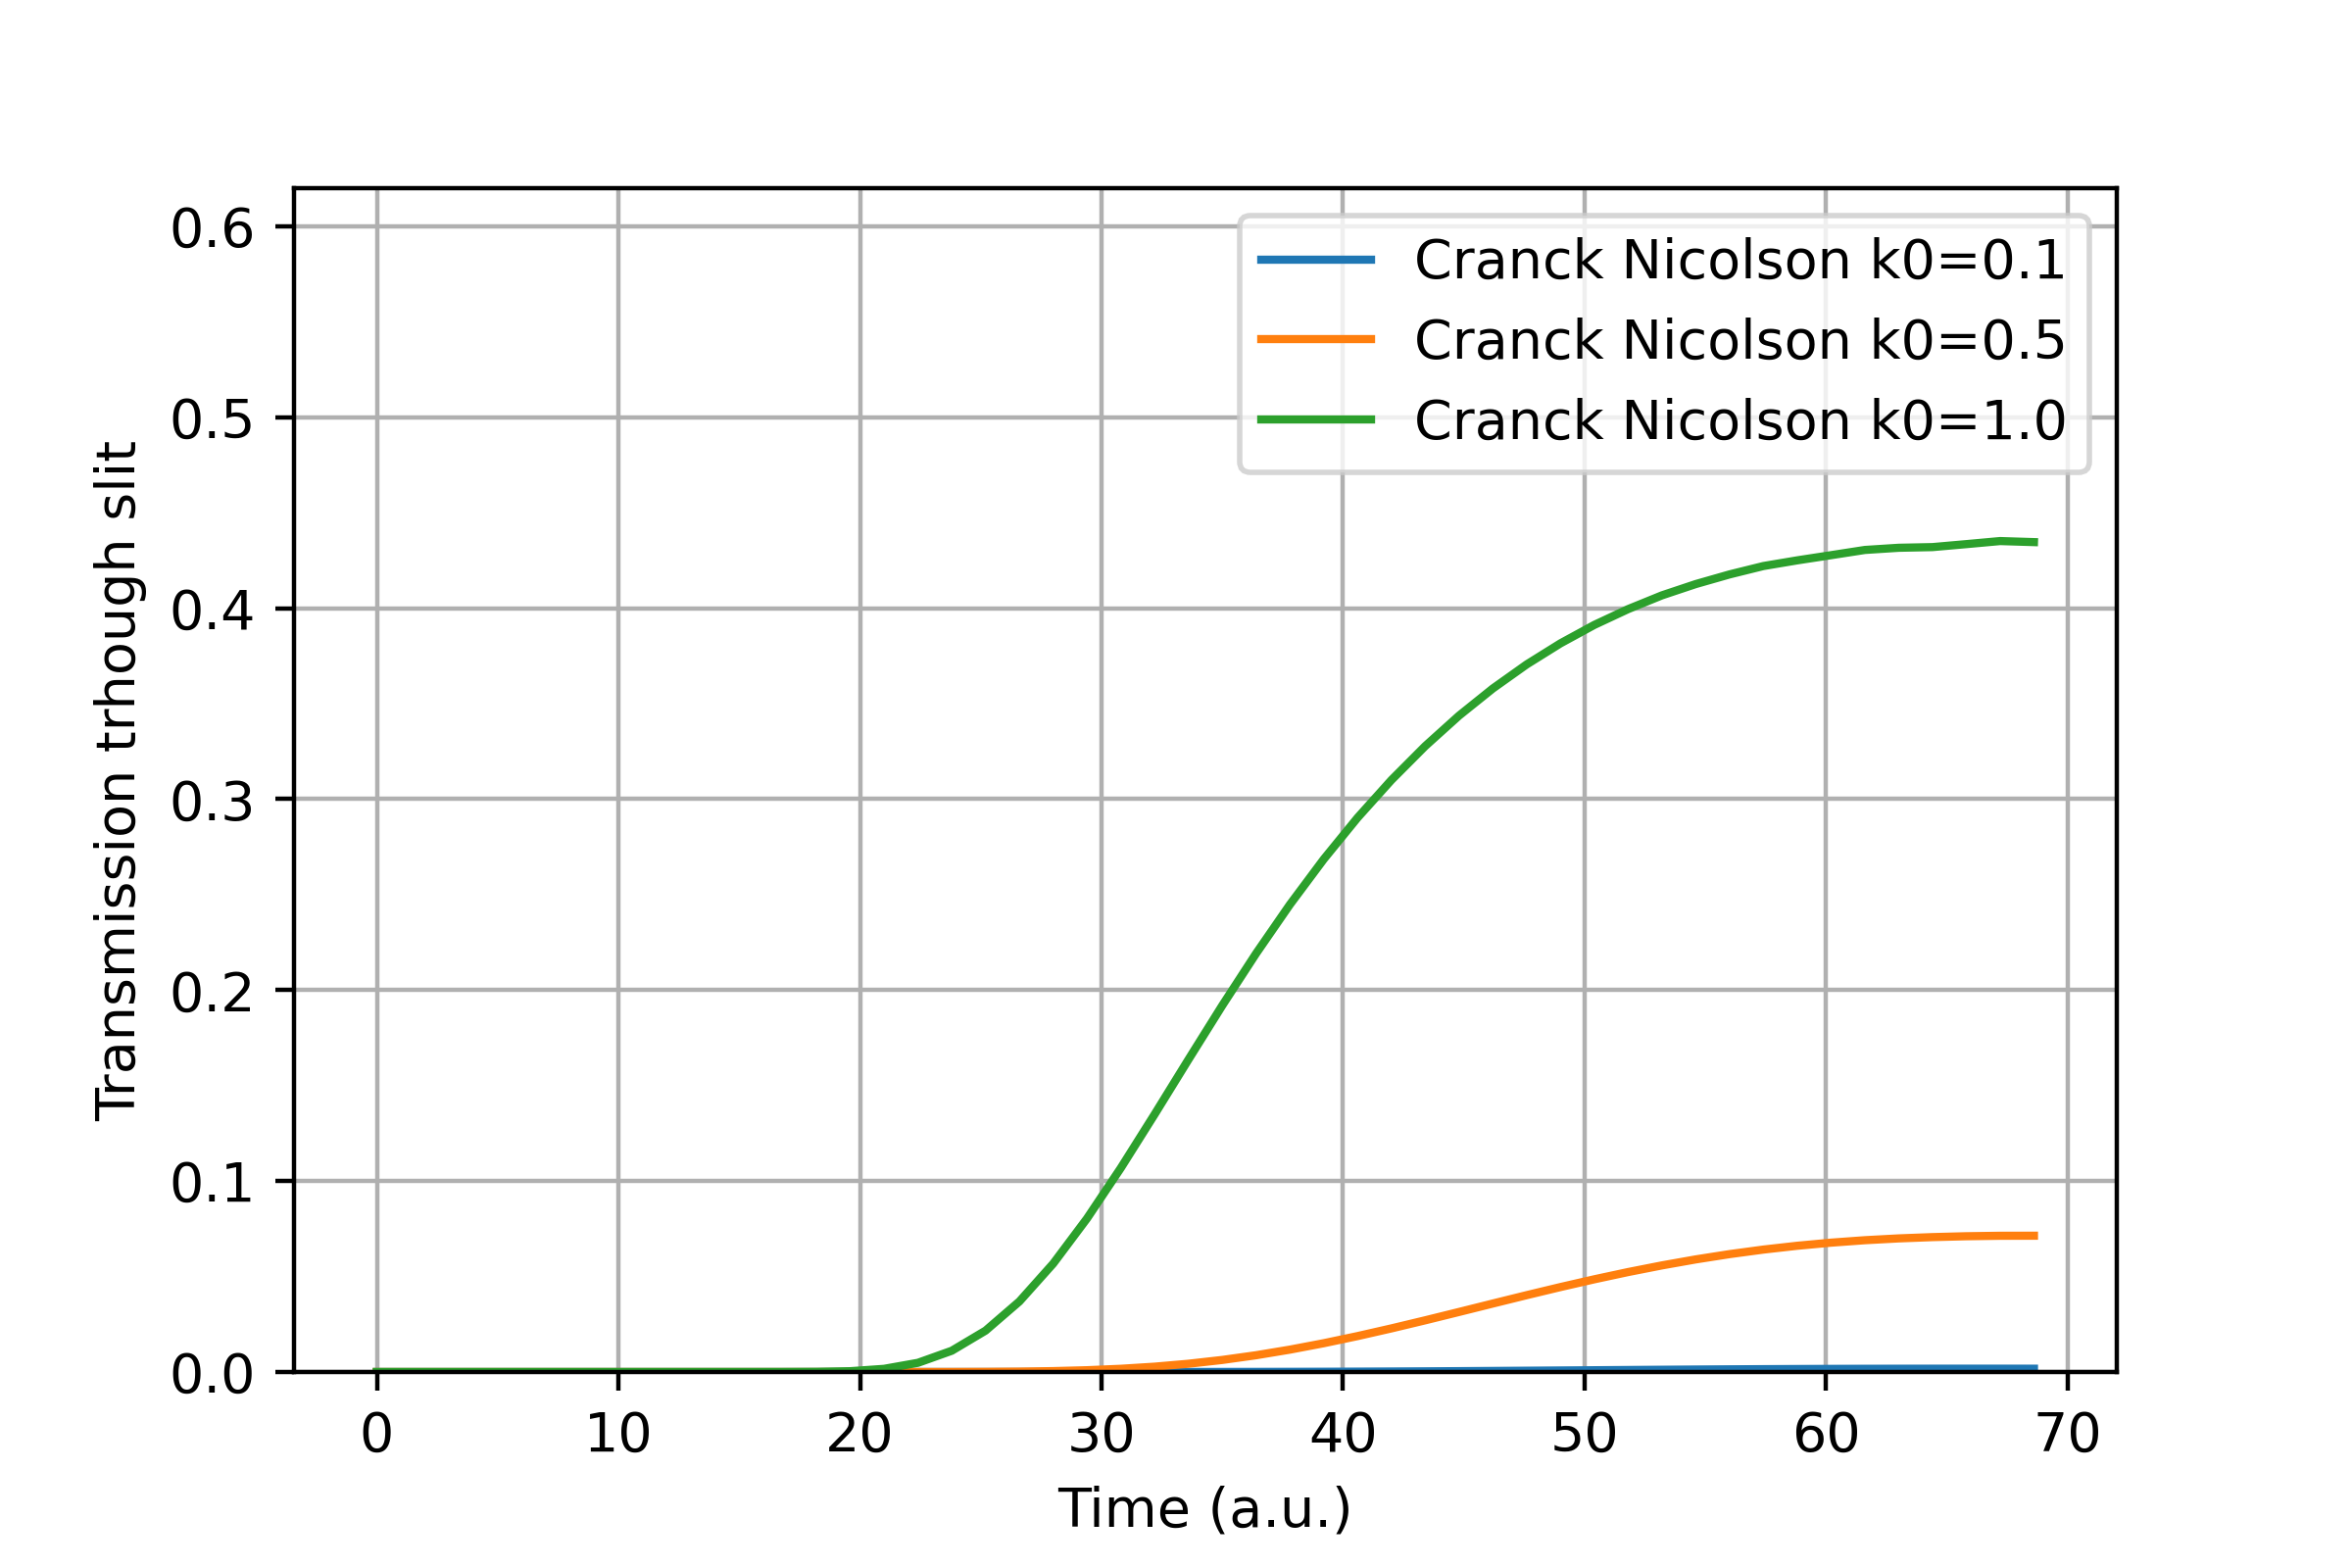 Cranck Nicolson k0=0.1
Cranck Nicolson k0=0.5
Cranck Nicolson k0=1.0
Transmission trhough slit
0.6
0.5
0.4
0.3
0.2
0.1
0.0
0 10 20 30 40 50 60 70
Time (a.u.)